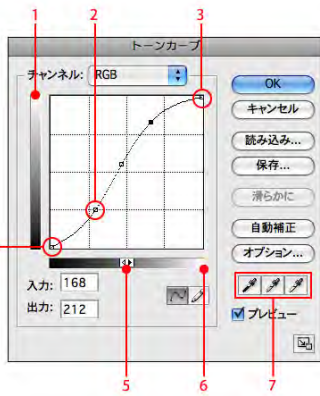 1
2
3
トーンカーブ
チャンネル: RGB
OK
キャンセル
読み込み...
保存...
滑らかに
自動補正
オプション...
入力: 168
出力: 212
プレビュー
5
6
7